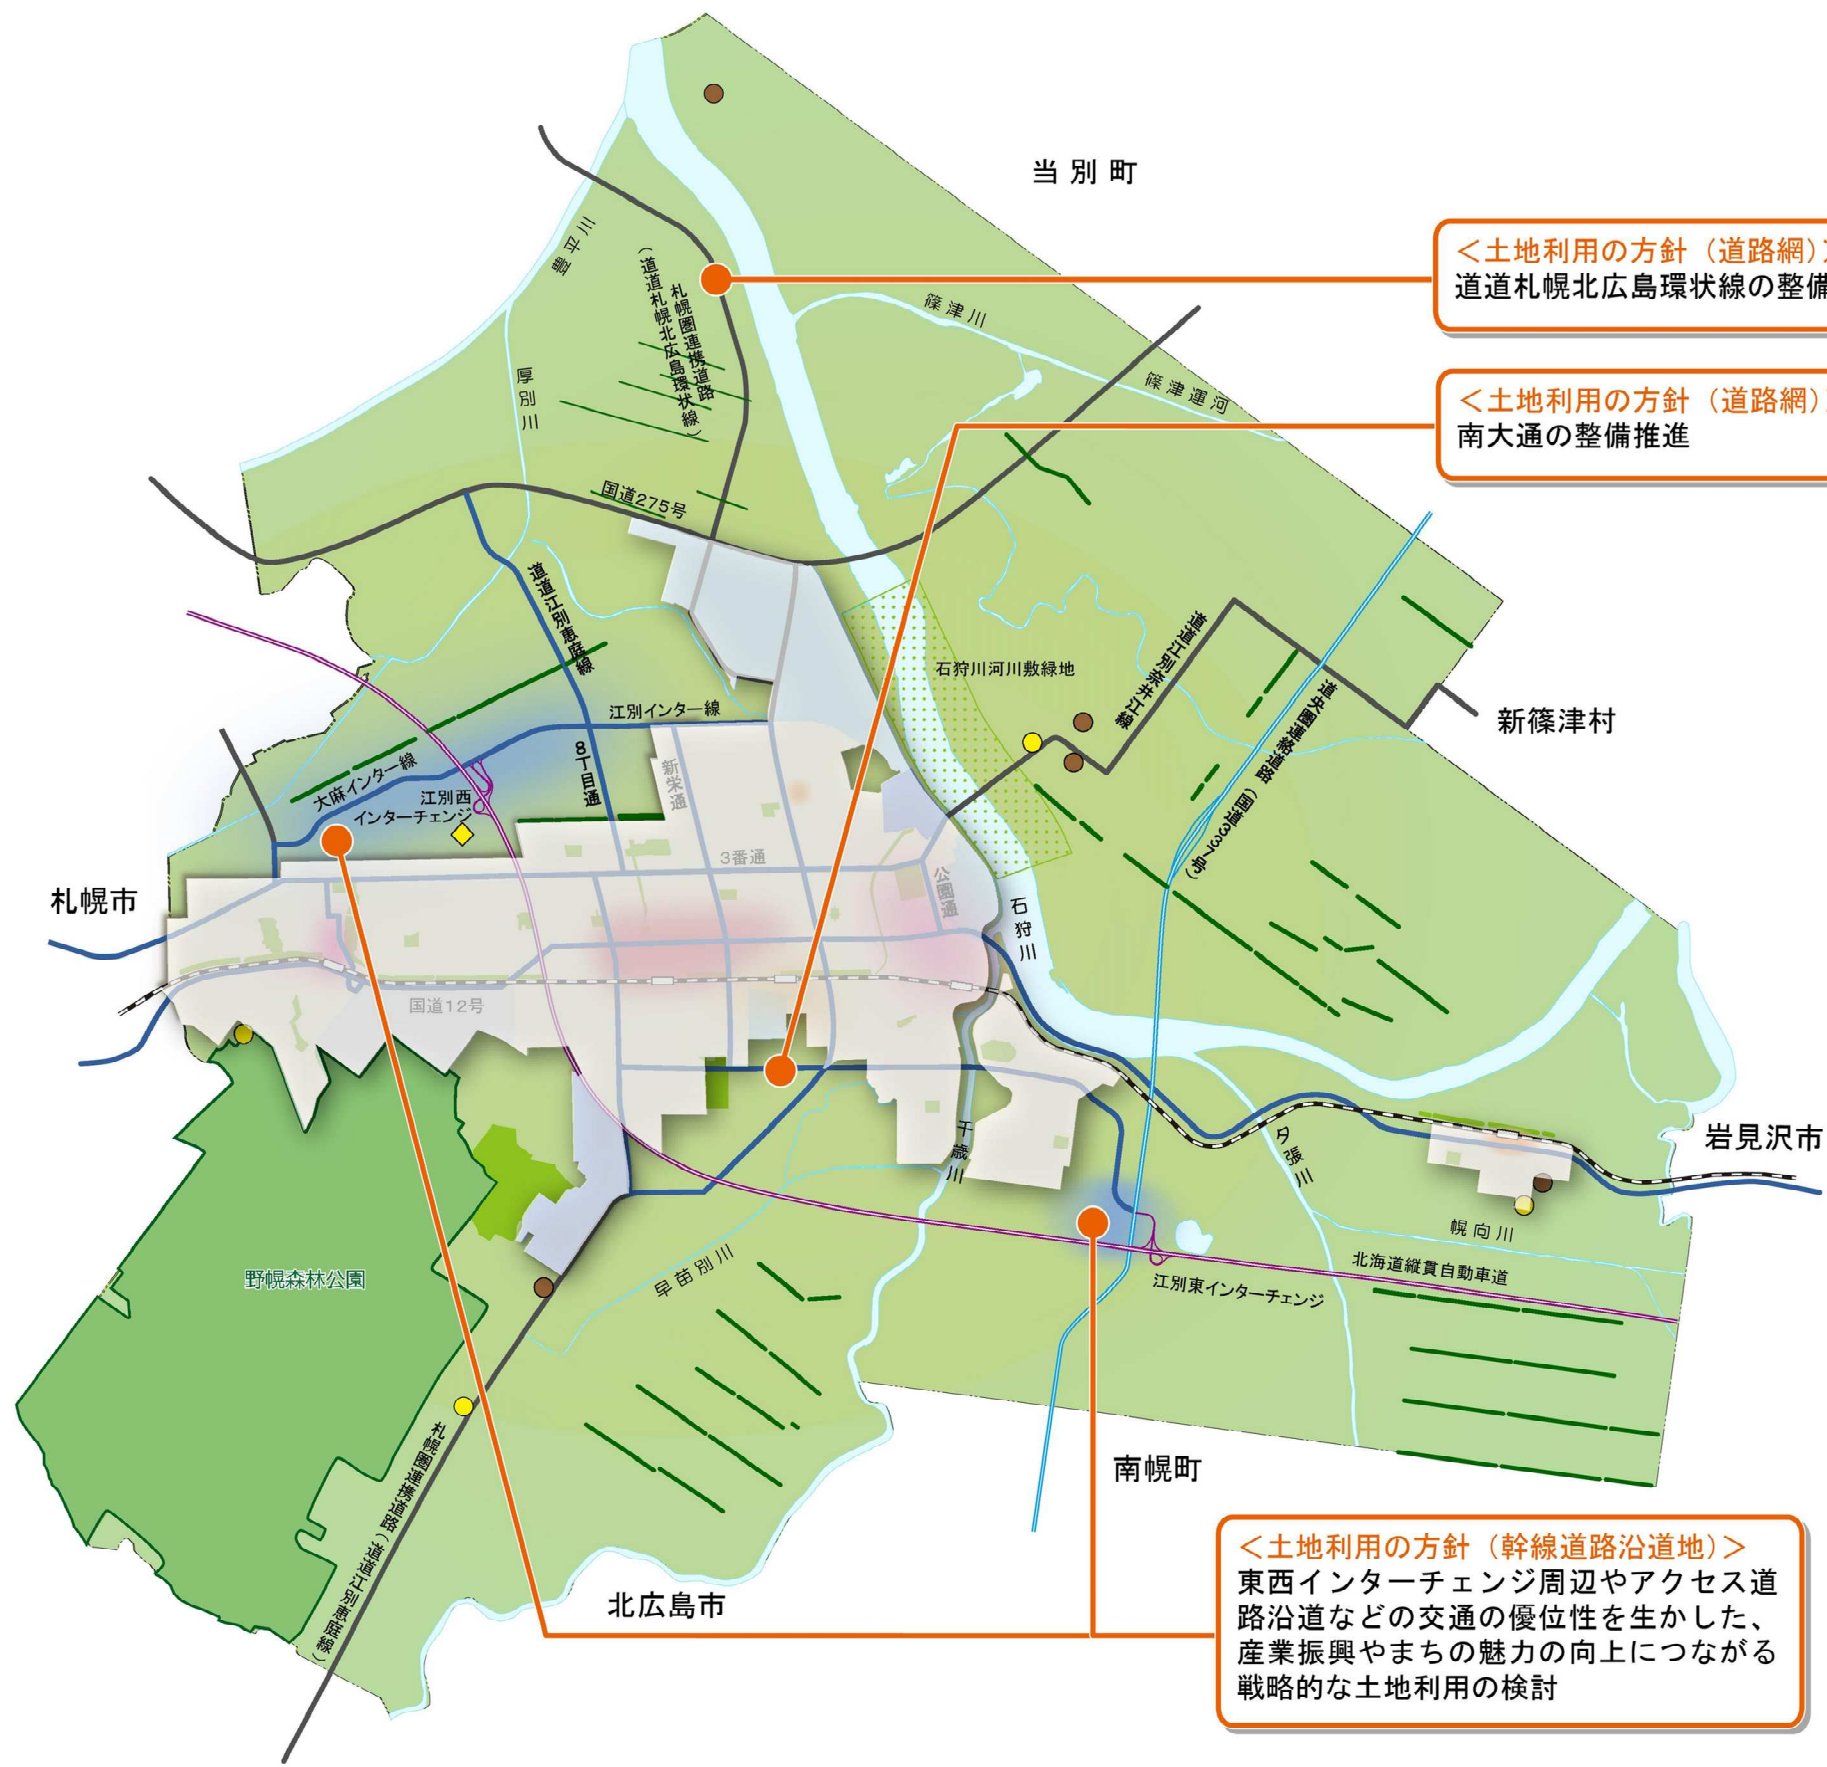 当別町
＜土地利用の方針（道路網）
道道札幌北広島環状線の整備
＜土地利用の方針（道路網）
南大通の整備推進
豊平川
札幌圏連携道路
（道道札幌北広島環状線）
篠津川
篠津運河
厚別川
国道275号
道道江別恵庭線
石狩川河川敷緑地
道道江別奈井江線
道央圏連絡道路（国道337号）
新篠津村
江別インター線
8丁目通
新栄通
大麻インター線
江別西
インターチェンジ
3番通
公園通
札幌市
石狩川
国道12号
千歳川
夕張川
岩見沢市
幌向川
北海道縦貫自動車道
江別東インターチェンジ
早苗別川
野幌森林公園
札幌圏連携道路（道道江別恵庭線）
南幌町
北広島市
＜土地利用の方針（幹線道路沿道地）＞
東西インターチェンジ周辺やアクセス道
路沿道などの交通の優位性を生かした、
産業振興やまちの魅力の向上につながる
戦略的な土地利用の検討